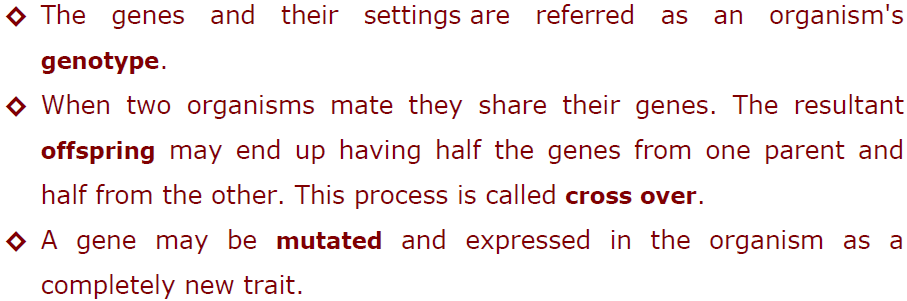 ◇ The genes and their settings are referred as an organism's
genotype.
◇ When two organisms mate they share their genes. The resultant
offspring may end up having half the genes from one parent and
half from the other. This process is called cross over.
◇ A gene may be mutated and expressed in the organism as a
completely new trait.